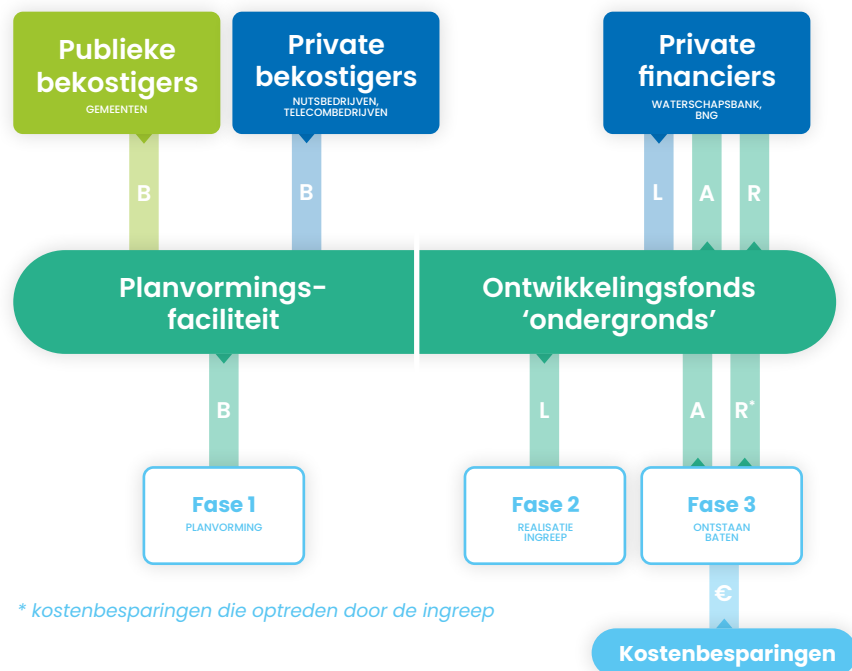 Publieke
bekostigers
GEMEENTEN
Private
bekostigers
NUTSBEDRIJVEN,
TELECOMBEDRIJVEN
Private
financiers
WATERSCHAPSBANK,
BNG
B
B
L
A
R
Planvormings-
faciliteit
Ontwikkelingsfonds
‘ondergronds’
B
L
A
R*
Fase 1
PLANVORMING
Fase 2
REALISATIE
INGREEP
Fase 3
ONTSTAAN
BATEN
€
* kostenbesparingen die optreden door de ingreep
Kostenbesparingen